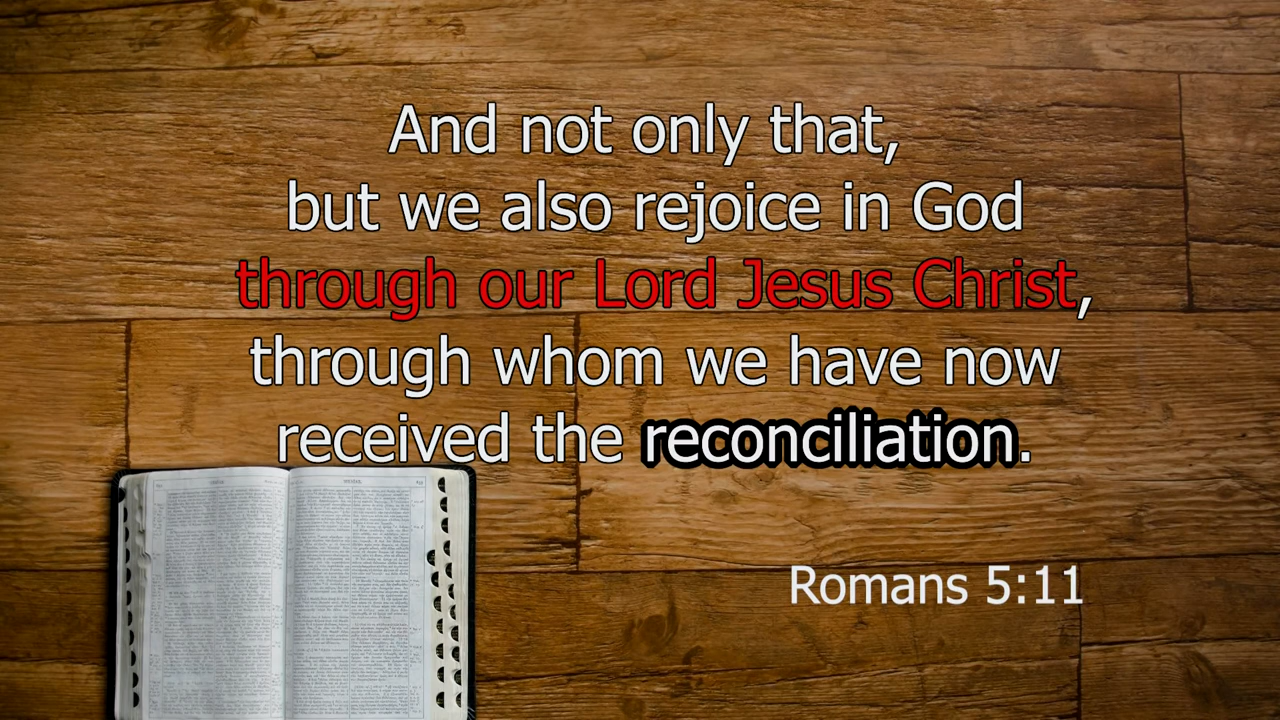 And not only that,
but we also rejoice in God
through our Lord Jesus Christ,
through whom we have now
received the reconciliation.
Romans 5:11